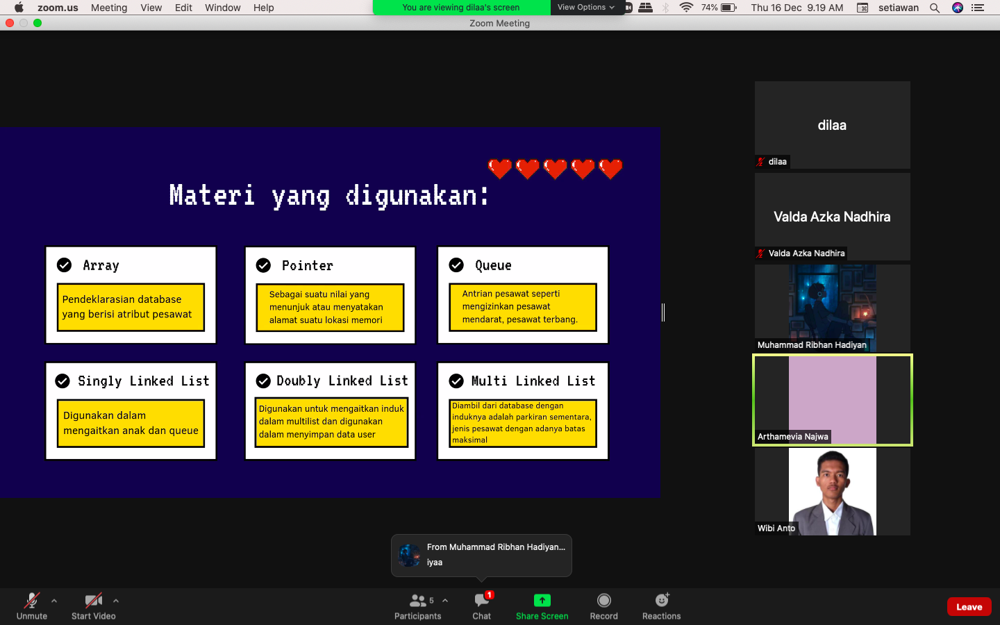 zoom.us Meeting View Edit Window Help
You are viewing dilaa's screen View Options
74% Thu 16 Dec 9.19 AM setiawan
Zoom Meeting
Materi yang digunakan:
Array
Pendeklarasian database
yang berisi atribut pesawat
Pointer
Sebagai suatu nilai yang
menunjuk atau menyatakan
alamat suatu lokasi memori
Queue
Antrian pesawat seperti
mengizinkan pesawat
mendarat, pesawat terbang.
Singly Linked List
Digunakan dalam
mengaitkan anak dan queue
Doubly Linked List
Digunakan untuk mengaitkan induk
dalam multilist dan digunakan
dalam menyimpan data user
Multi Linked List
Diambil dari database dengan
induknya adalah parkiran sementara,
jenis pesawat dengan adanya batas
maksimal
dilaa
dilaa
Valda Azka Nadhira
Valda Azka Nadhira
Muhammad Ribhan Hadiyan
Arthamevia Najwa
Wibi Anto
From Muhammad Ribhan Hadiyan...
iyaa
Unmute
Start Video
5
Participants
1
Chat
Share Screen
Record
Reactions
Leave